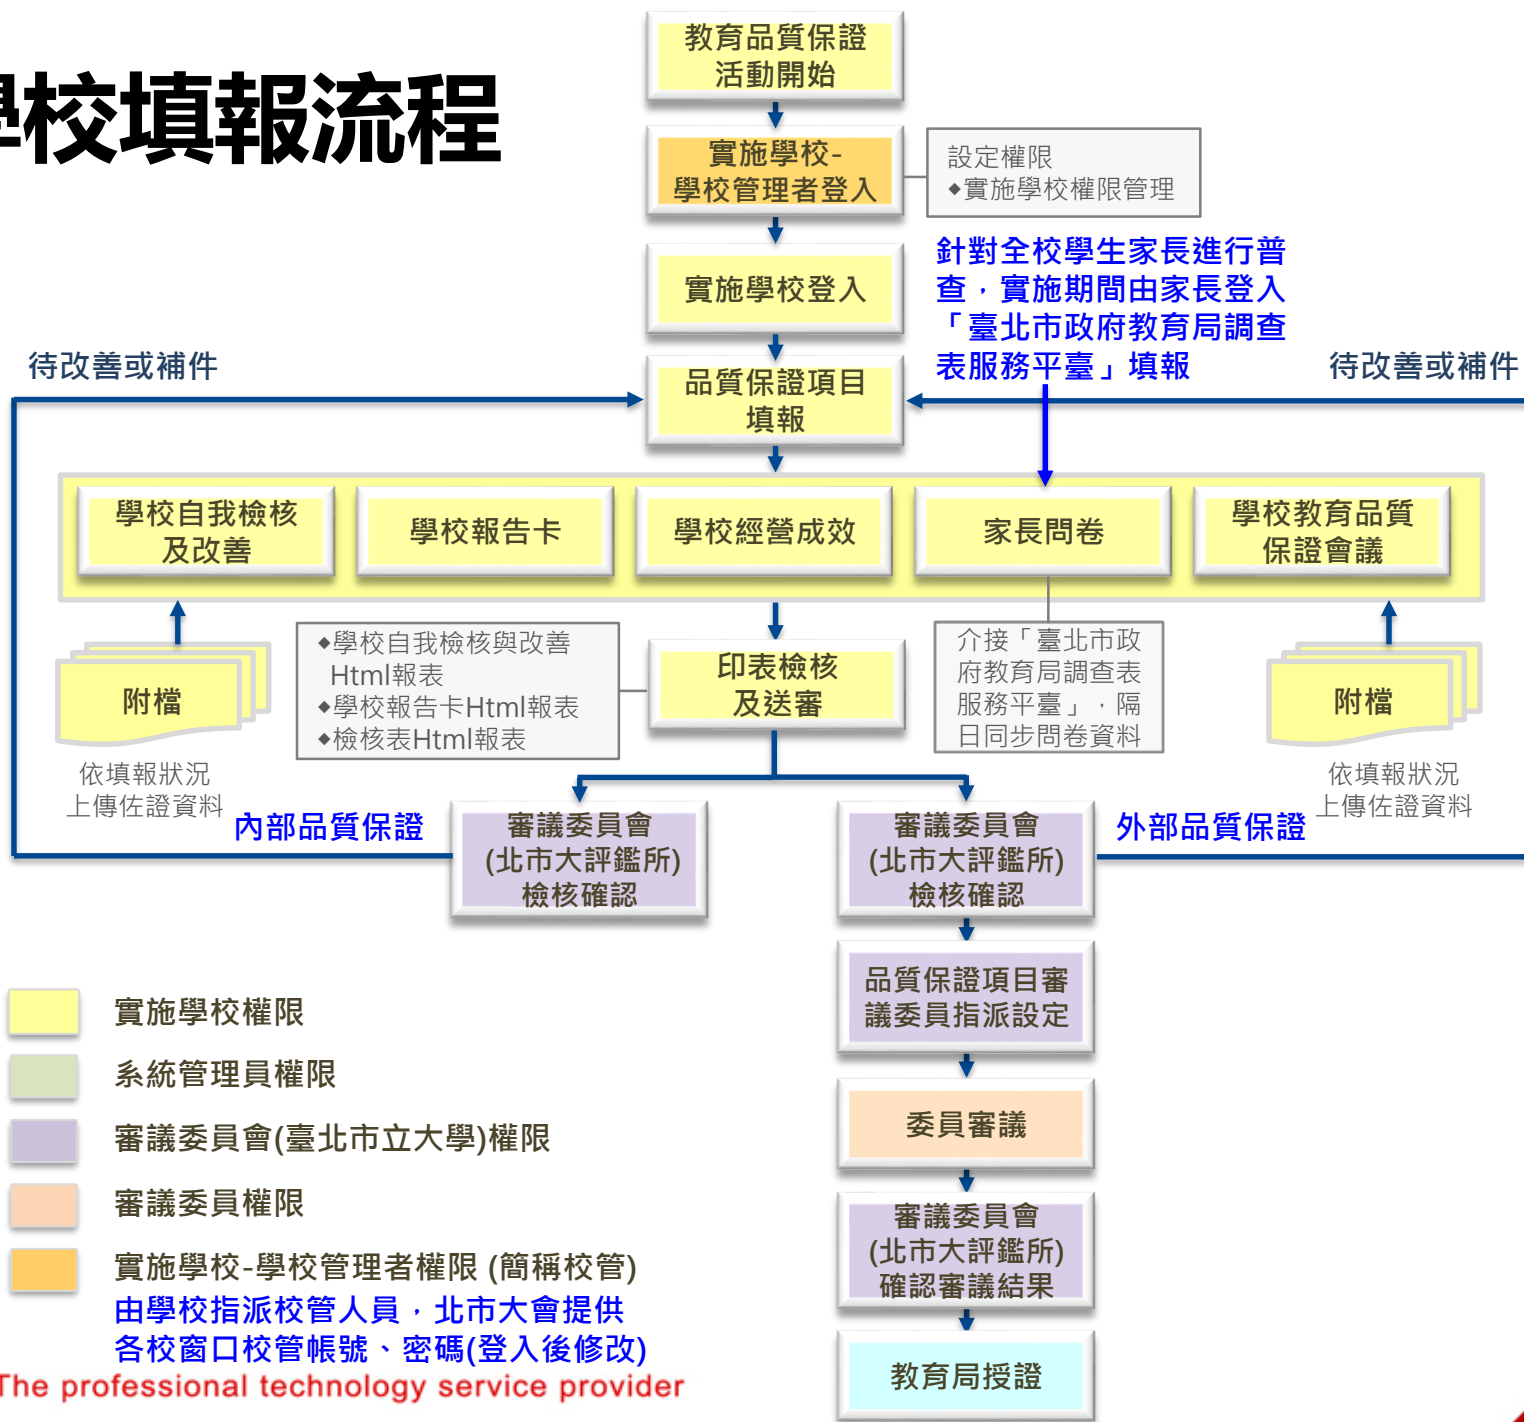 學校填報流程
教育品質保證
活動開始
實施學校-
學校管理者登入
設定權限
◆實施學校權限管理
實施學校登入
針對全校學生家長進行普
查，實施期間由家長登入
「臺北市政府教育局調查
表服務平臺」填報
待改善或補件
品質保證項目
填報
待改善或補件
學校自我檢核
及改善
學校報告卡
學校經營成效
家長問卷
學校教育品質
保證會議
附檔
依填報狀況
上傳佐證資料
◆學校自我檢核與改善
Html報表
◆學校報告卡Html報表
◆檢核表Html報表
印表檢核
及送審
介接「臺北市政
府教育局調查表
服務平臺」，隔
日同步問卷資料
附檔
依填報狀況
上傳佐證資料
內部品質保證
審議委員會
(北市大評鑑所)
檢核確認
審議委員會
(北市大評鑑所)
檢核確認
外部品質保證
品質保證項目審
議委員指派設定
委員審議
審議委員會
(北市大評鑑所)
確認審議結果
教育局授證
實施學校權限
系統管理員權限
審議委員會(臺北市立大學)權限
審議委員權限
實施學校-學校管理者權限 (簡稱校管)
由學校指派校管人員，北市大會提供
各校窗口校管帳號、密碼(登入後修改)
The professional technology service provider